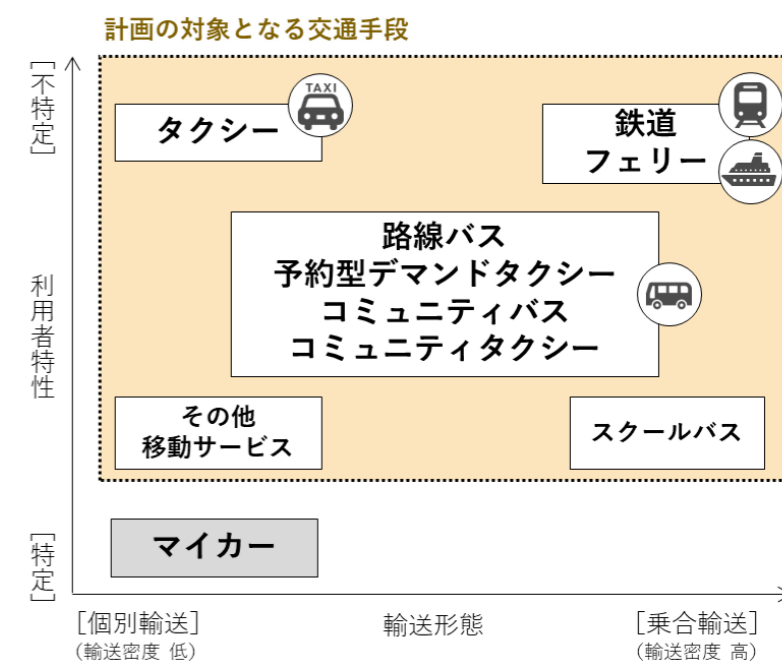 計画の対象となる交通手段
[不特定]
タクシー
TAXI
鉄道
フェリー
路線バス
予約型デマンドタクシー
コミュニティバス
コミュニティタクシー
利用者特性
その他
移動サービス
スクールバス
[特定]
マイカー
[個別輸送]
(輸送密度 低)
輸送形態
[乗合輸送]
(輸送密度 高)